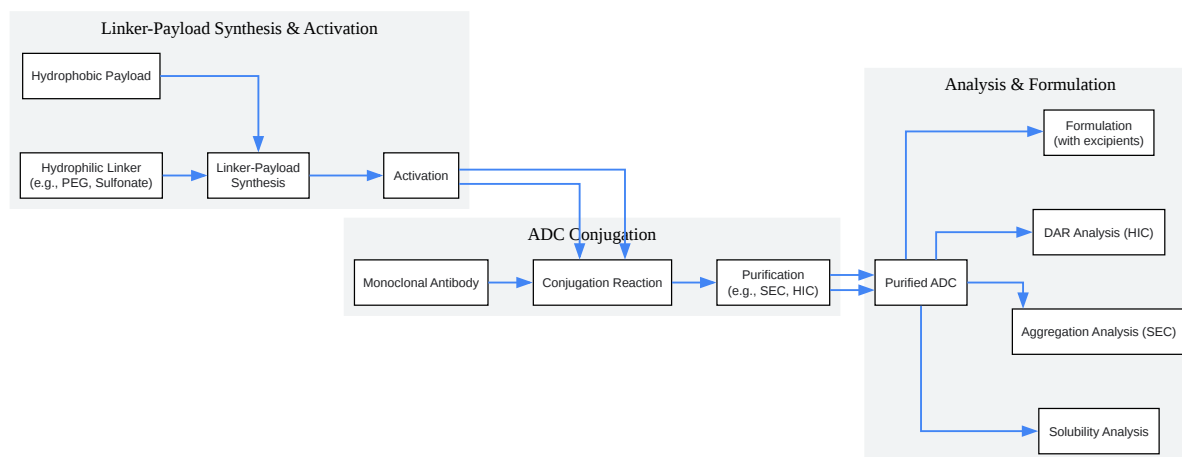 Linker-Payload Synthesis & Activation
Hydrophobic Payload
Hydrophilic Linker
(e.g., PEG, Sulfonate)
Linker-Payload
Synthesis
Activation
ADC Conjugation
Monoclonal Antibody
Conjugation Reaction
Purification
(e.g., SEC, HIC)
Analysis & Formulation
Formulation
(with excipients)
DAR Analysis (HIC)
Purified ADC
Aggregation Analysis (SEC)
Solubility Analysis